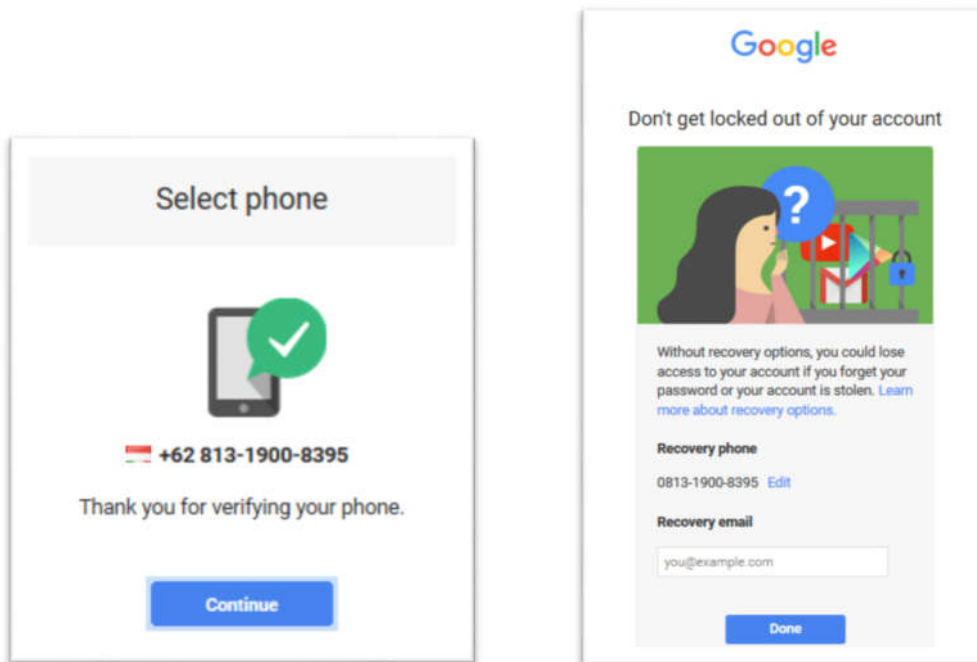 Select phone
+62 813-1900-8395
Thank you for verifying your phone.
Continue
Google
Don't get locked out of your account
?
Without recovery options, you could lose
access to your account if you forget your
password or your account is stolen. Learn
more about recovery options.
Recovery phone
0813-1900-8395 Edit
Recovery email
you@example.com
Done